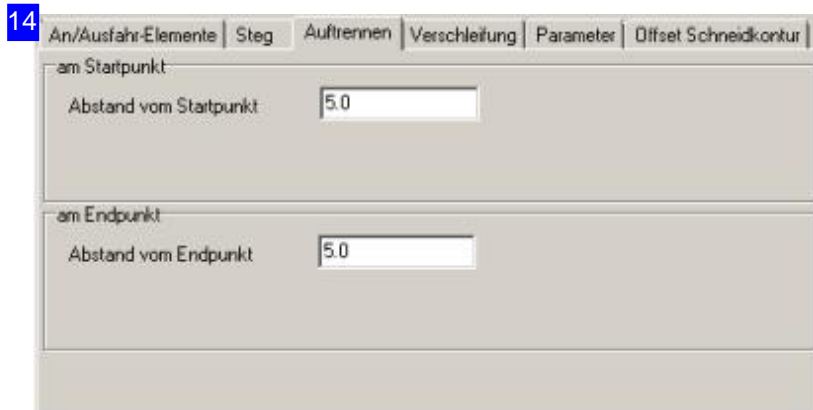 14
An/Ausfahr-Elemente Steg Auftrennen Verschleifung Parameter Offset Schneidkontur
am Startpunkt
Abstand vom Startpunkt 5.0
am Endpunkt
Abstand vom Endpunkt 5.0